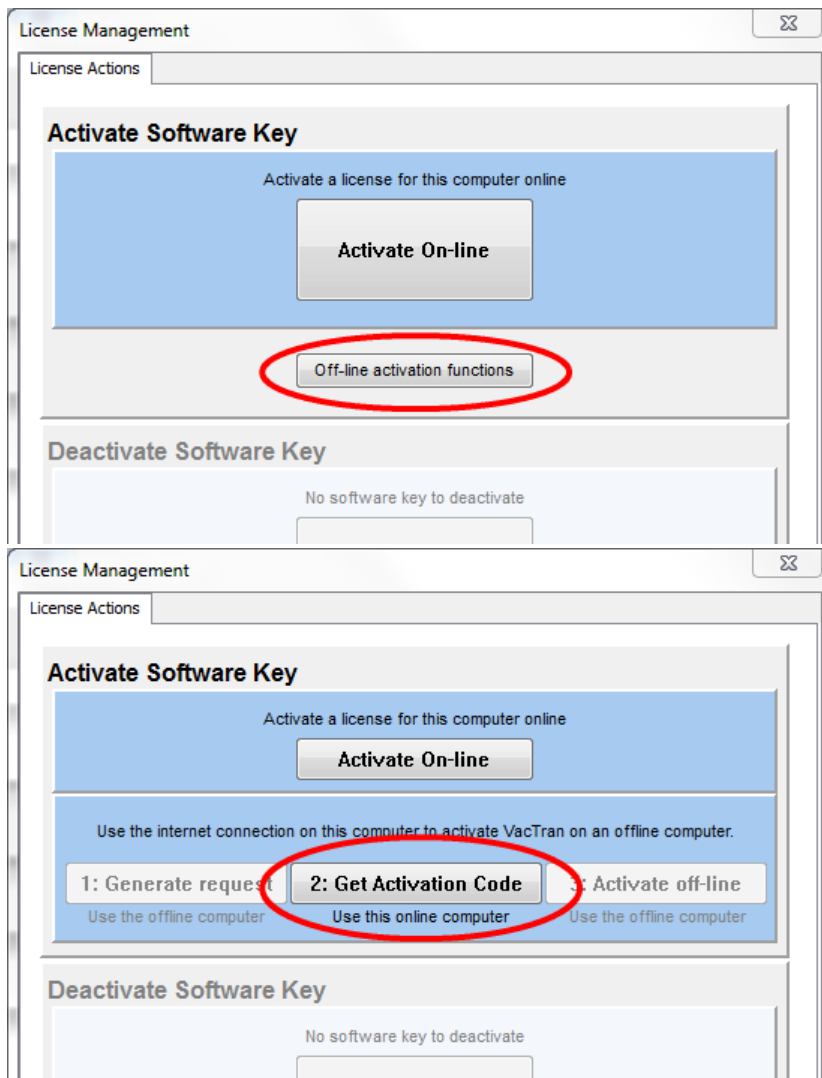 License Management
License Actions
Activate Software Key
Activate a license for this computer online
Activate On-line
Off-line activation functions
Deactivate Software Key
No software key to deactivate
License Management
License Actions
Activate Software Key
Activate a license for this computer online
Activate On-line
Use the internet connection on this computer to activate VacTran on an offline computer.
1: Generate request 2: Get Activation Code 3: Activate off-line
Use the offline computer Use this online computer Use the offline computer
Deactivate Software Key
No software key to deactivate